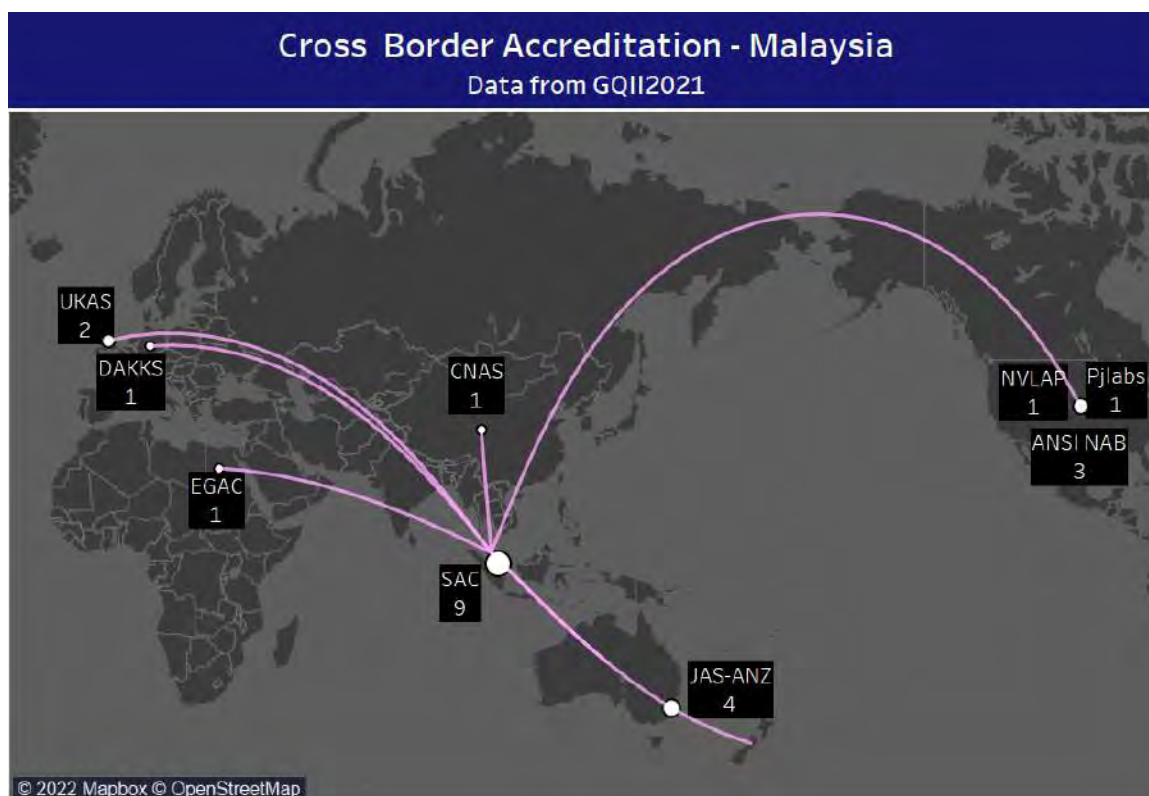 Cross Border Accreditation - Malaysia
Data from GQII2021
UKAS
2
DAKKS
1
CNAS
1
EGAC
1
SAC
9
JAS-ANZ
4
NVLAP
1
Pjlabs
1
ANSI NAB
3
© 2022 Mapbox © OpenStreetMap